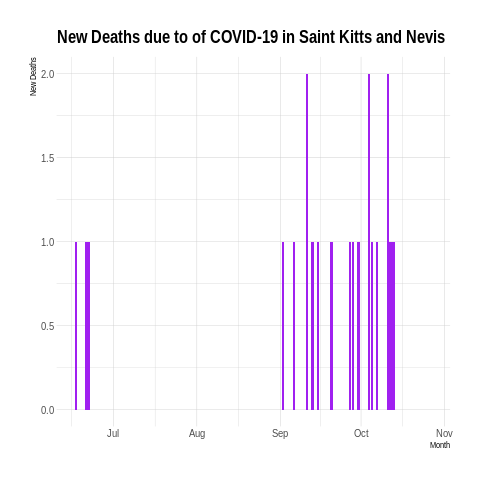 New Deaths due to of COVID-19 in Saint Kitts and Nevis
New Deaths
2.0
1.5
1.0
0.5
0.0
Jul Aug Sep Oct Nov
Month